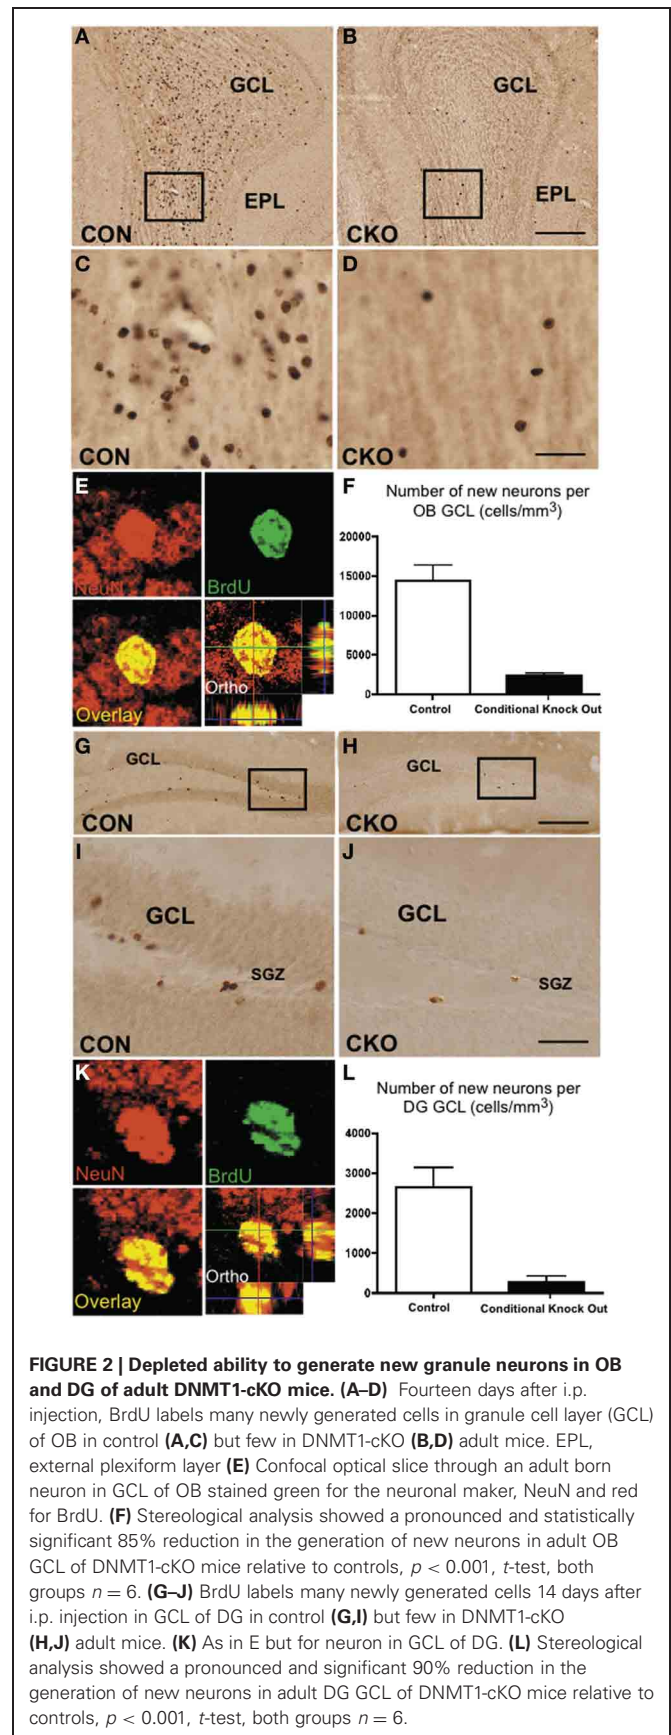 A
B
GCL
GCL
EPL
EPL
CON
CKO
C
D
CON
CKO
E
NeuN
BrdU
Overlay
Ortho
F
Number of new neurons per
OB GCL (cells/mm³)
20000
15000
10000
5000
0
Control
Conditional Knock Out
G
H
GCL
GCL
CON
CKO
I
J
GCL
GCL
SGZ
SGZ
CON
CKO
K
NeuN
BrdU
Overlay
Ortho
L
Number of new neurons per
DG GCL (cells/mm³)
4000
3000
2000
1000
0
Control
Conditional Knock Out
FIGURE 2 | Depleted ability to generate new granule neurons in OB
and DG of adult DNMT1-cKO mice. (A–D) Fourteen days after i.p.
injection, BrdU labels many newly generated cells in granule cell layer (GCL)
of OB in control (A,C) but few in DNMT1-cKO (B,D) adult mice. EPL,
external plexiform layer (E) Confocal optical slice through an adult born
neuron in GCL of OB stained green for the neuronal maker, NeuN and red
for BrdU. (F) Stereological analysis showed a pronounced and statistically
significant 85% reduction in the generation of new neurons in adult OB
GCL of DNMT1-cKO mice relative to controls, p < 0.001, t-test, both
groups n = 6. (G–J) BrdU labels many newly generated cells 14 days after
i.p. injection in GCL of DG in control (G,I) but few in DNMT1-cKO
(H,J) adult mice. (K) As in E but for neuron in GCL of DG. (L) Stereological
analysis showed a pronounced and significant 90% reduction in the
generation of new neurons in adult DG GCL of DNMT1-cKO mice relative to
controls, p < 0.001, t-test, both groups n = 6.